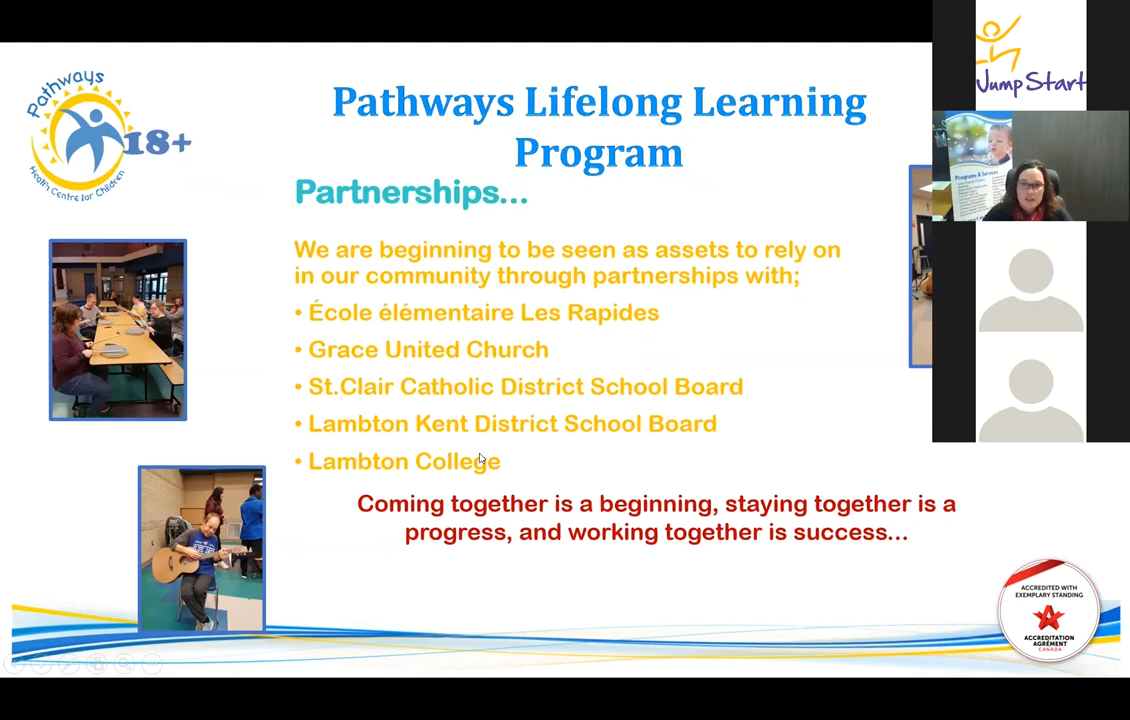 Pathways
18+
Health Centre for Children
Pathways Lifelong Learning
Program
Partnerships...
We are beginning to be seen as assets to rely on
in our community through partnerships with;
• École élémentaire Les Rapides
• Grace United Church
• St.Clair Catholic District School Board
• Lambton Kent District School Board
• Lambton College
Coming together is a beginning, staying together is a
progress, and working together is success...
JumpStart
Programs & Services
ACCREDITED WITH
EXEMPLARY STANDING
ACCREDITATION
AGRÉMENT
CANADA